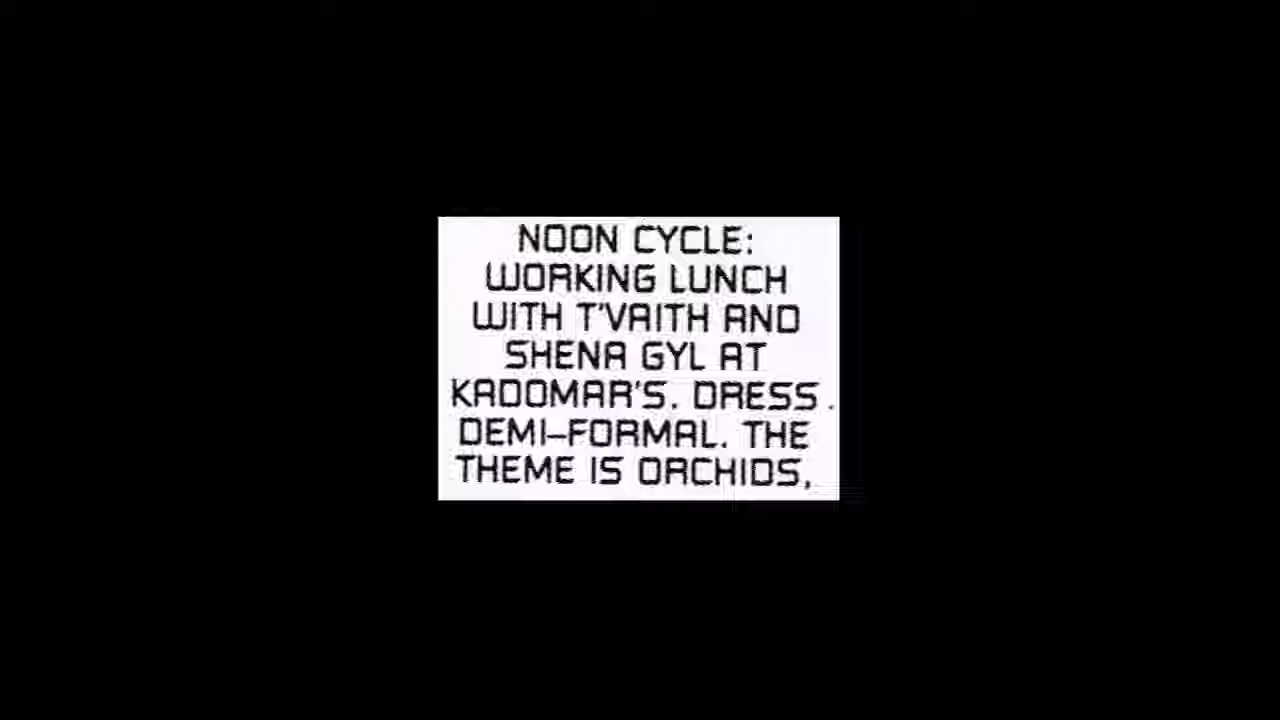 NOON CYCLE:
WORKING LUNCH
WITH T'VAITH AND
SHENA GYL AT
KADOMAR'S. DRESS.
DEMI-FORMAL. THE
THEME IS ORCHIDS,